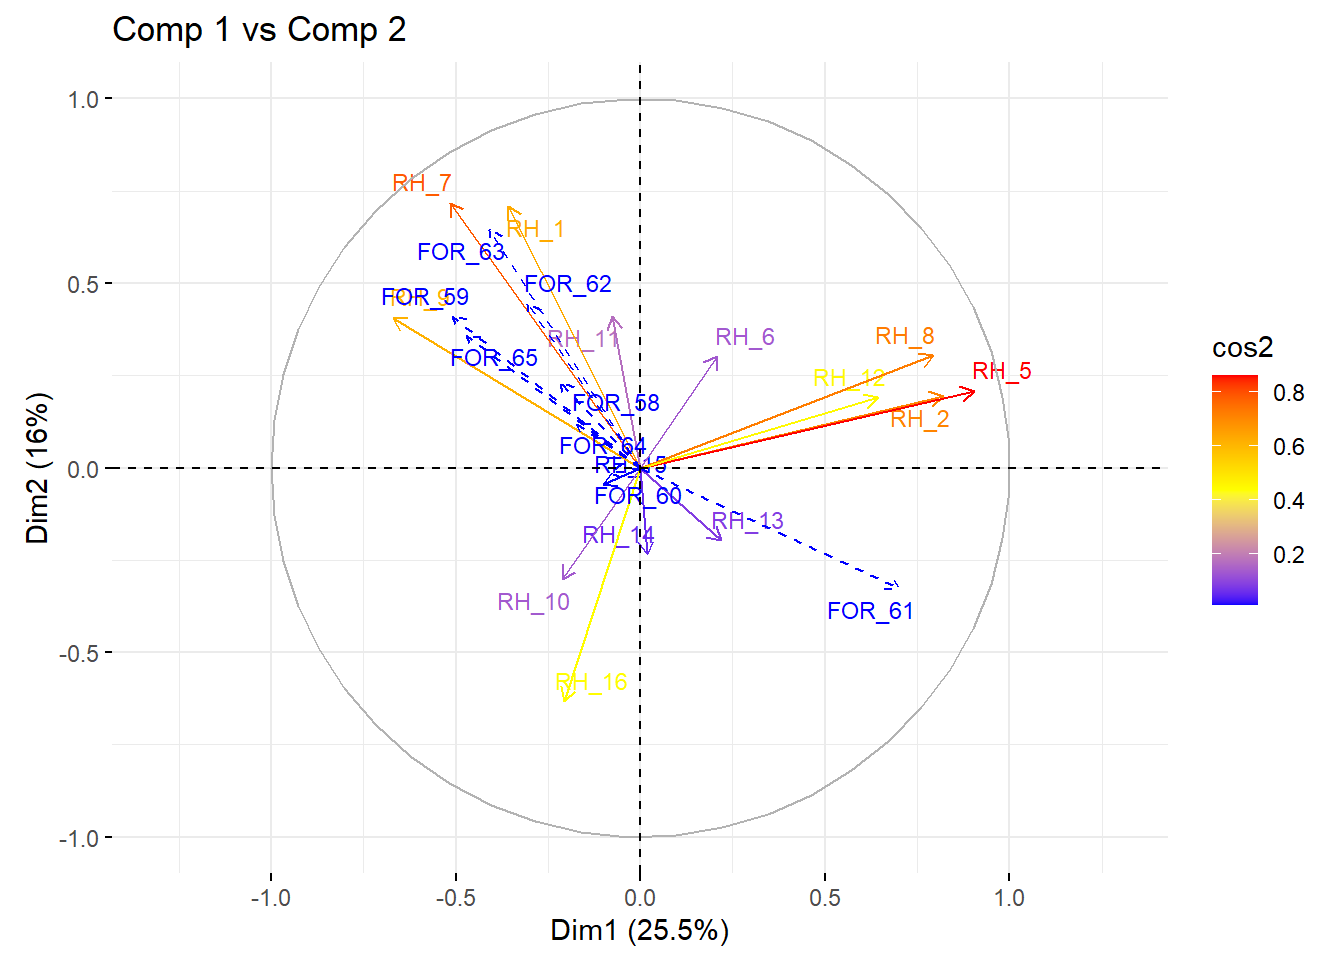 Comp 1 vs Comp 2
1.0
0.5
0.0
-0.5
-1.0
Dim2 (16%)
RH_7
RH_1
FOR_63
FOR_62
FOR_59
RH_9
RH_11
RH_6
RH_8
RH_5
FOR_65
RH_12
RH_2
FOR_58
FOR_64
RH_15
FOR_60
RH_13
RH_14
RH_10
FOR_61
RH_16
-1.0
-0.5
0.0
0.5
1.0
Dim1 (25.5%)
cos2
0.8
0.6
0.4
0.2